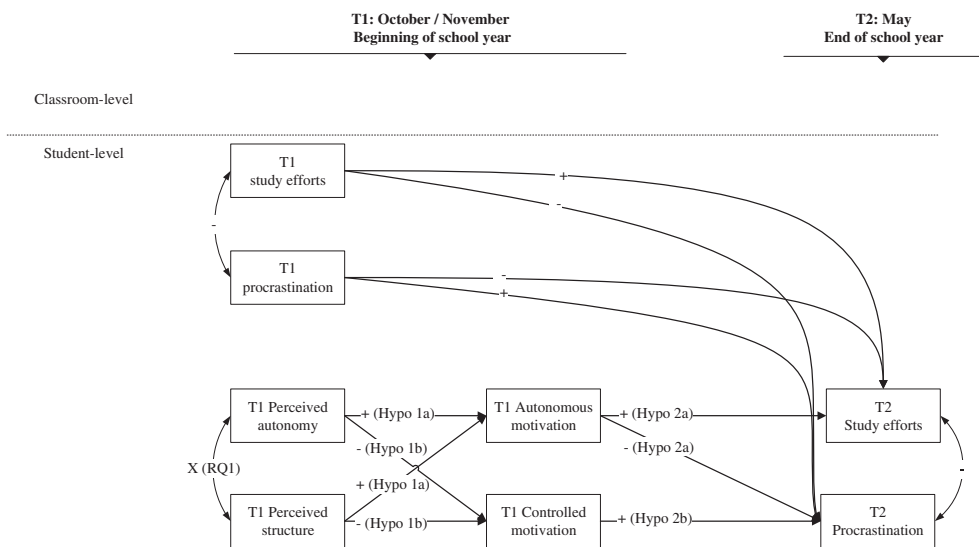 T1: October / November
Beginning of school year
T2: May
End of school year
Classroom-level
Student-level
T1
study efforts
+
-
-
T1
procrastination
-
+
T1 Perceived
autonomy
+ (Hypo 1a)
T1 Autonomous
motivation
+ (Hypo 2a)
T2
Study efforts
- (Hypo 1b)
- (Hypo 2a)
X (RQ1)
-
+ (Hypo 1a)
T1 Perceived
structure
- (Hypo 1b)
T1 Controlled
motivation
+ (Hypo 2b)
T2
Procrastination